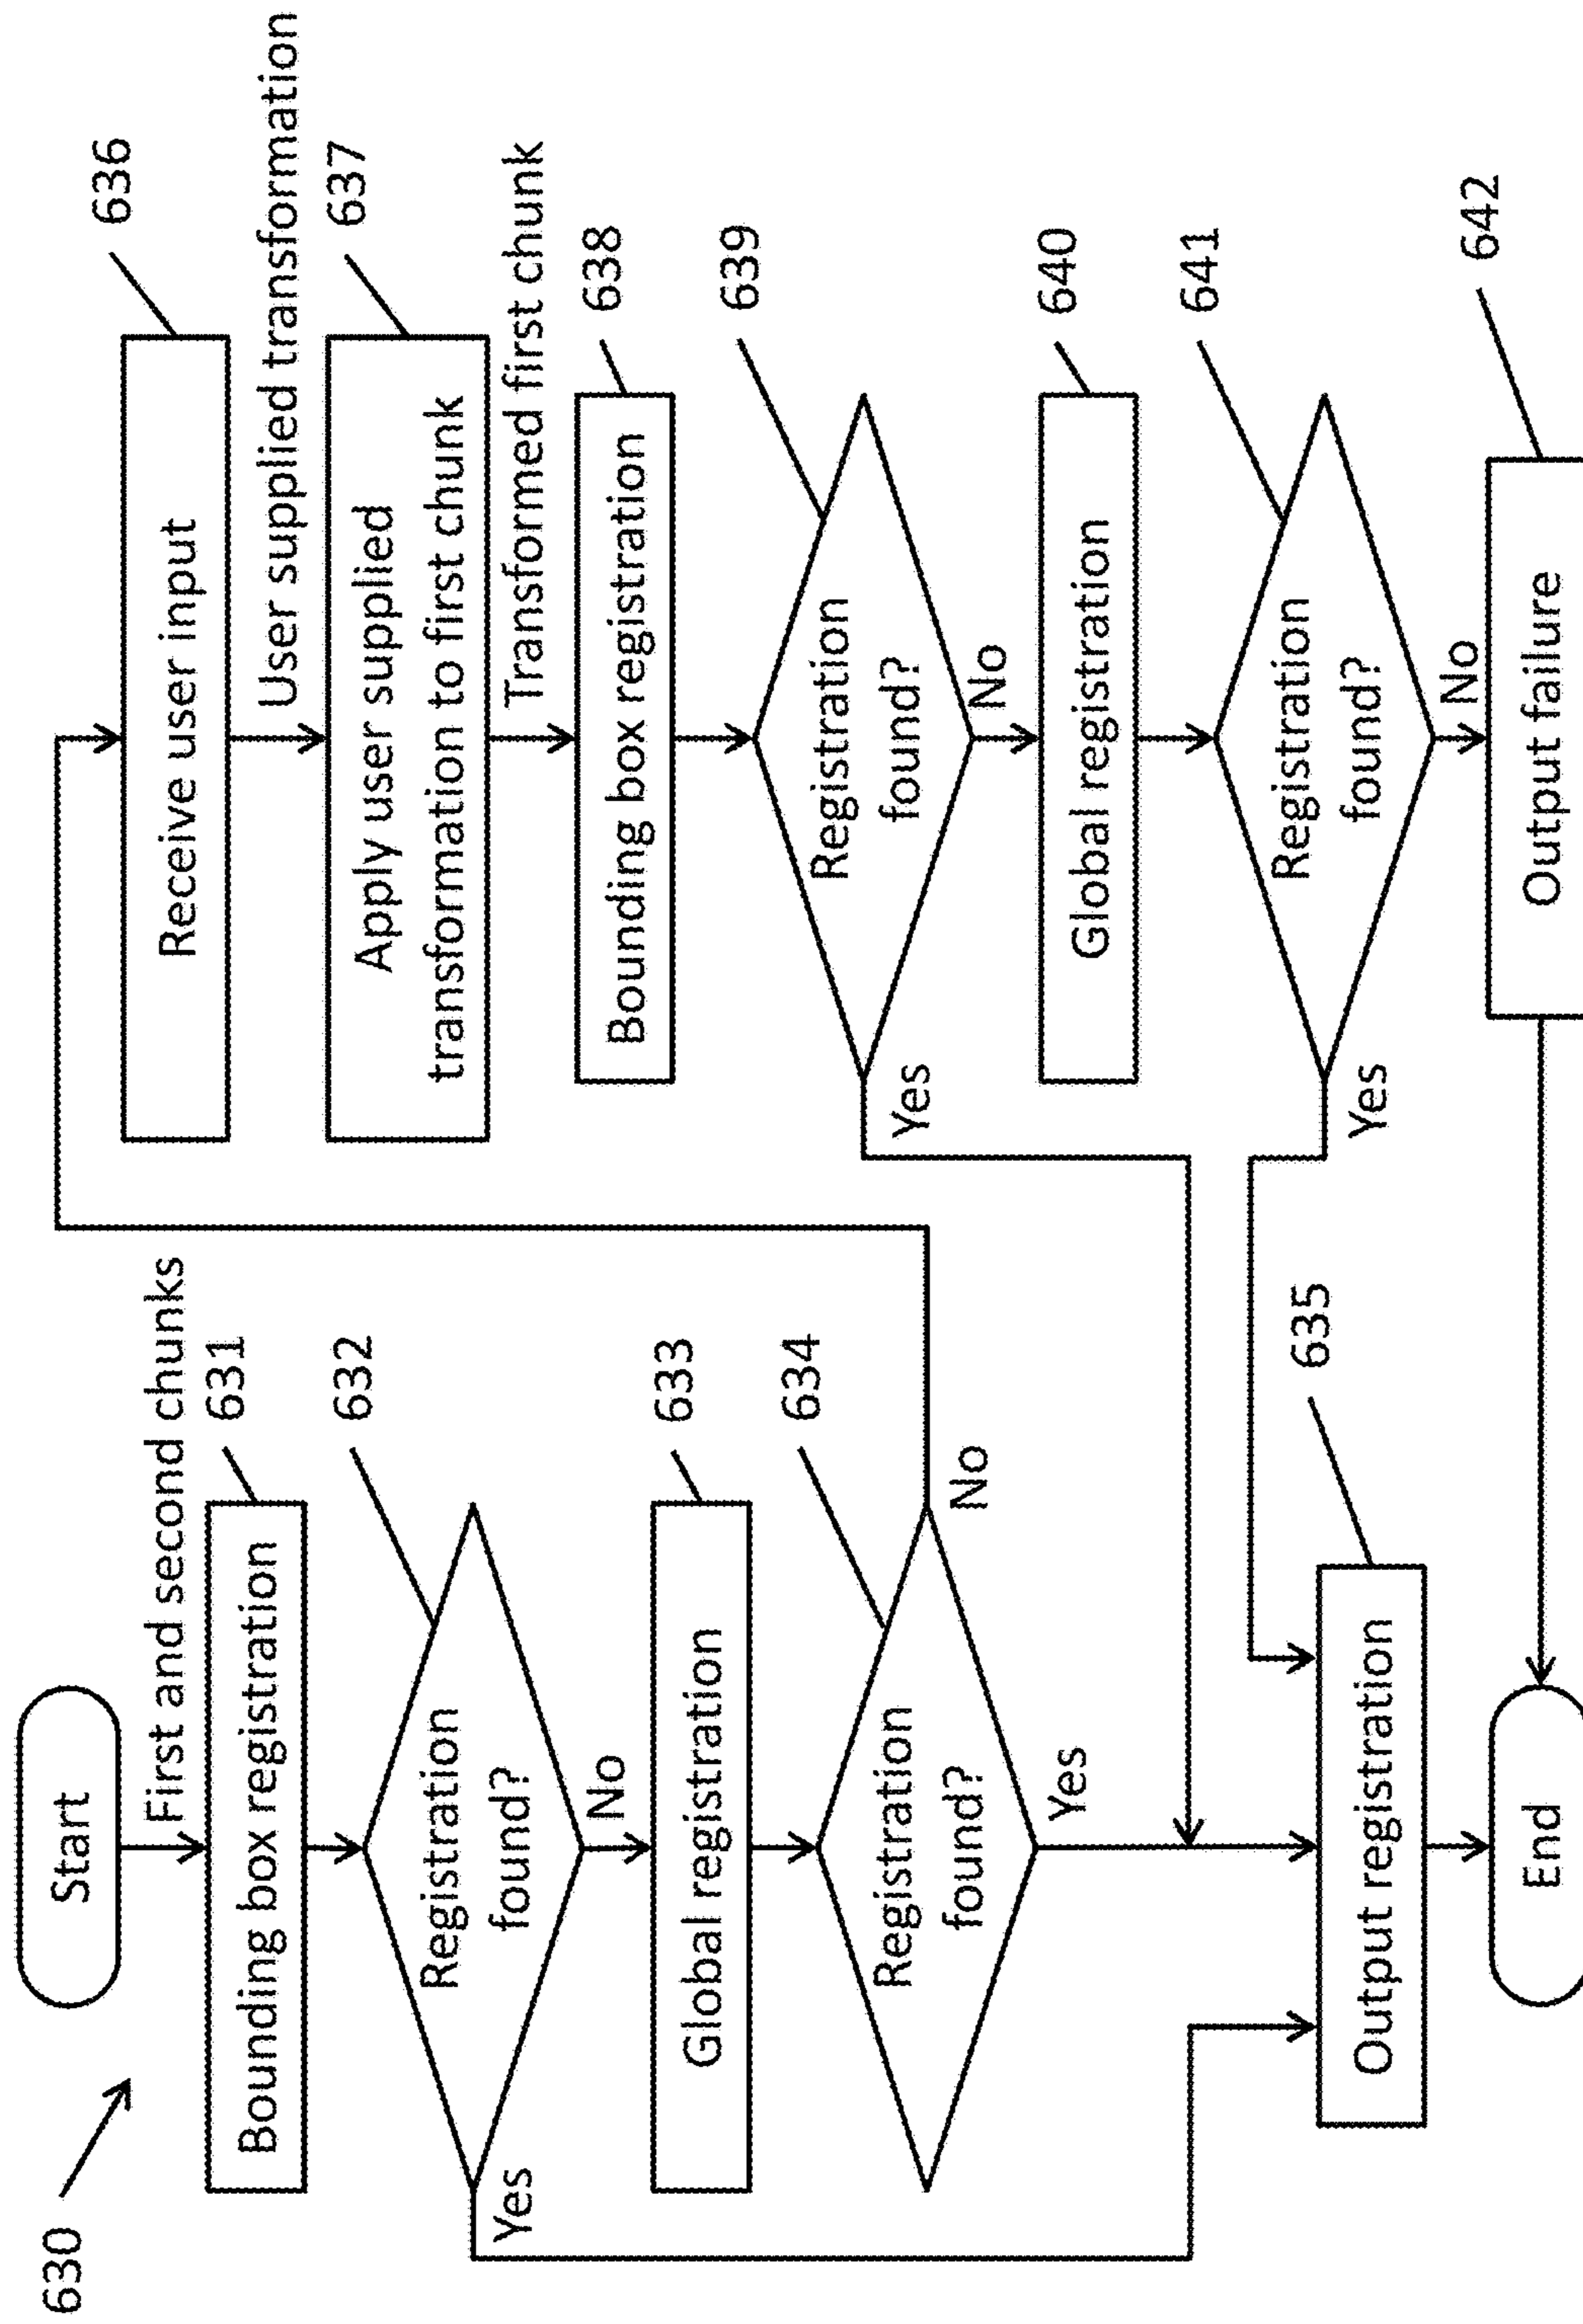 630
Start
First and second chunks
631
Bounding box registration
632
Registration
found?
Yes
No
633
Global registration
634
Registration
found?
No
Yes
635
Output registration
End
636
Receive user input
User supplied transformation
637
Apply user supplied
transformation to first chunk
Transformed first chunk
638
Bounding box registration
639
Registration
found?
Yes
No
640
Global registration
641
Registration
found?
Yes
No
642
Output failure